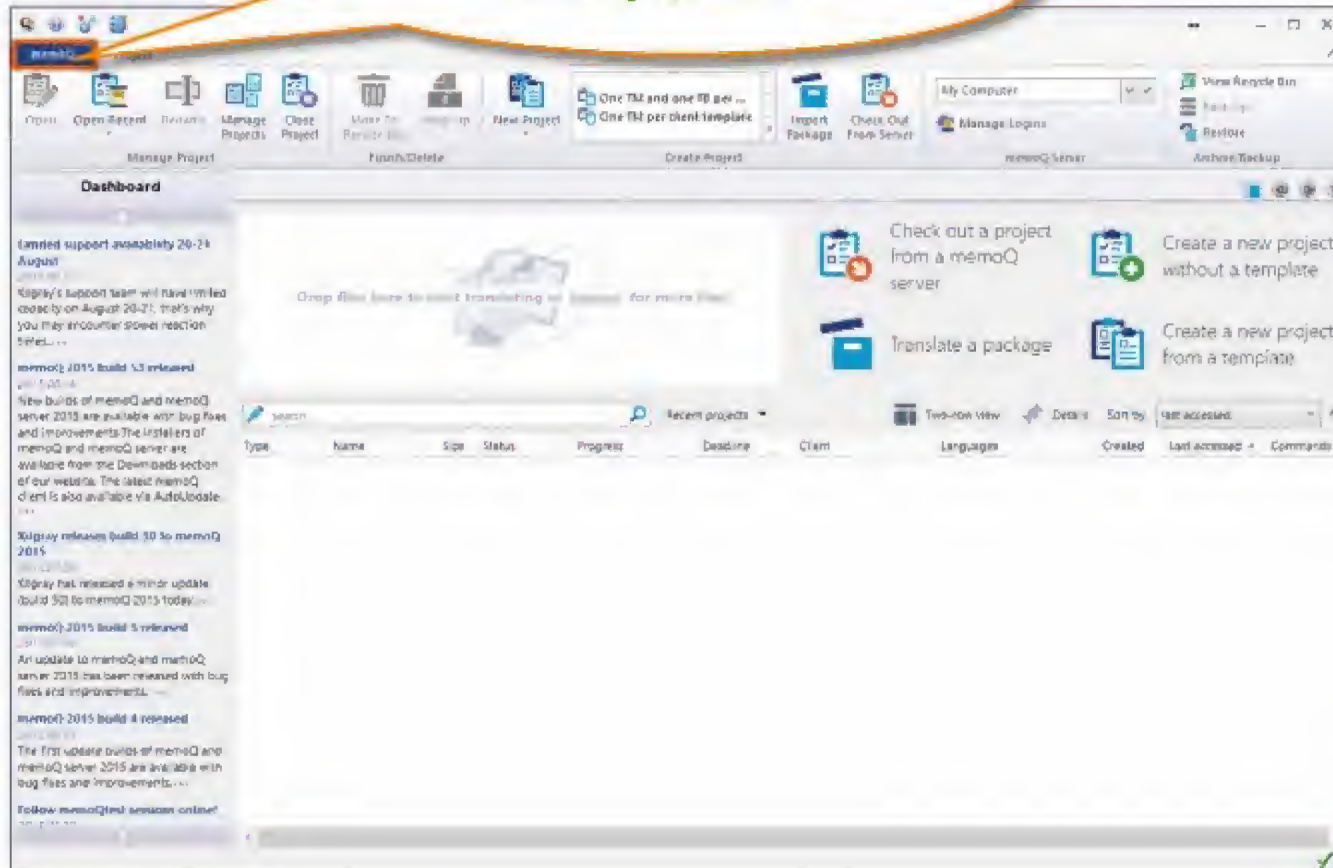 memoQ Project
Open
Open Recent
Rename
Manage Projects
Close Project
Move To Recycle Bin
New Project
One TM and one TB per ...
One TM per client template
Import Package
Check Out From Server
My Computer
Manage Logins
View Recycle Bin
Restore
Manage Project
Finish/Delete
Create Project
memoQ Server
Archive/Backup
Dashboard
Limited support availability 20-21
August
Kilgray's support team will have limited
capacity on August 20-21, that's why
you may encounter slower reaction
times....
memoQ 2015 build 53 released
New builds of memoQ and memoQ
server 2015 are available with bug fixes
and improvements. The installers of
memoQ and memoQ server are
available from the Downloads section
of our website. The latest memoQ
client is also available via AutoUpdate.
...
Kilgray releases build 50 to memoQ
2015
Kilgray has released a minor update
(build 50) to memoQ 2015 today....
memoQ 2015 build 5 released
An update to memoQ and memoQ
server 2015 has been released with bug
fixes and improvements. ...
memoQ 2015 build 4 released
The first update builds of memoQ and
memoQ server 2015 are available with
bug fixes and improvements....
Follow memoQfest sessions online!
Drop files here to start translating or for more files
Check out a project
from a memoQ
server
Create a new project
without a template
Translate a package
Create a new project
from a template
Search
Recent projects
Two-row view
Details
Sort by
Last accessed
Type Name Size Status Progress Deadline Client Languages Created Last accessed Commands